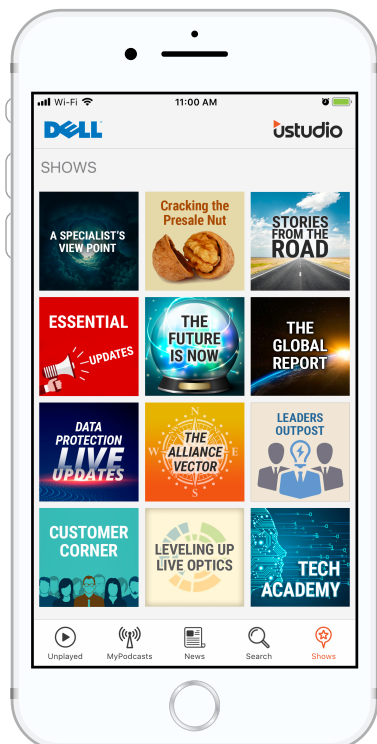 Wi-Fi
11:00 AM
DELL
ustudio
SHOWS
A SPECIALIST'S
VIEW POINT
Cracking the
Presale Nut
STORIES
FROM THE
ROAD
ESSENTIAL
UPDATES
THE
FUTURE
IS NOW
THE
GLOBAL
REPORT
DATA
PROTECTION
LIVE
UPDATES
N
W
E
S
THE
ALLIANCE
VECTOR
LEADERS
OUTPOST
CUSTOMER
CORNER
LEVELING UP
LIVE OPTICS
TECH
ACADEMY
Unplayed
MyPodcasts
News
Search
Shows